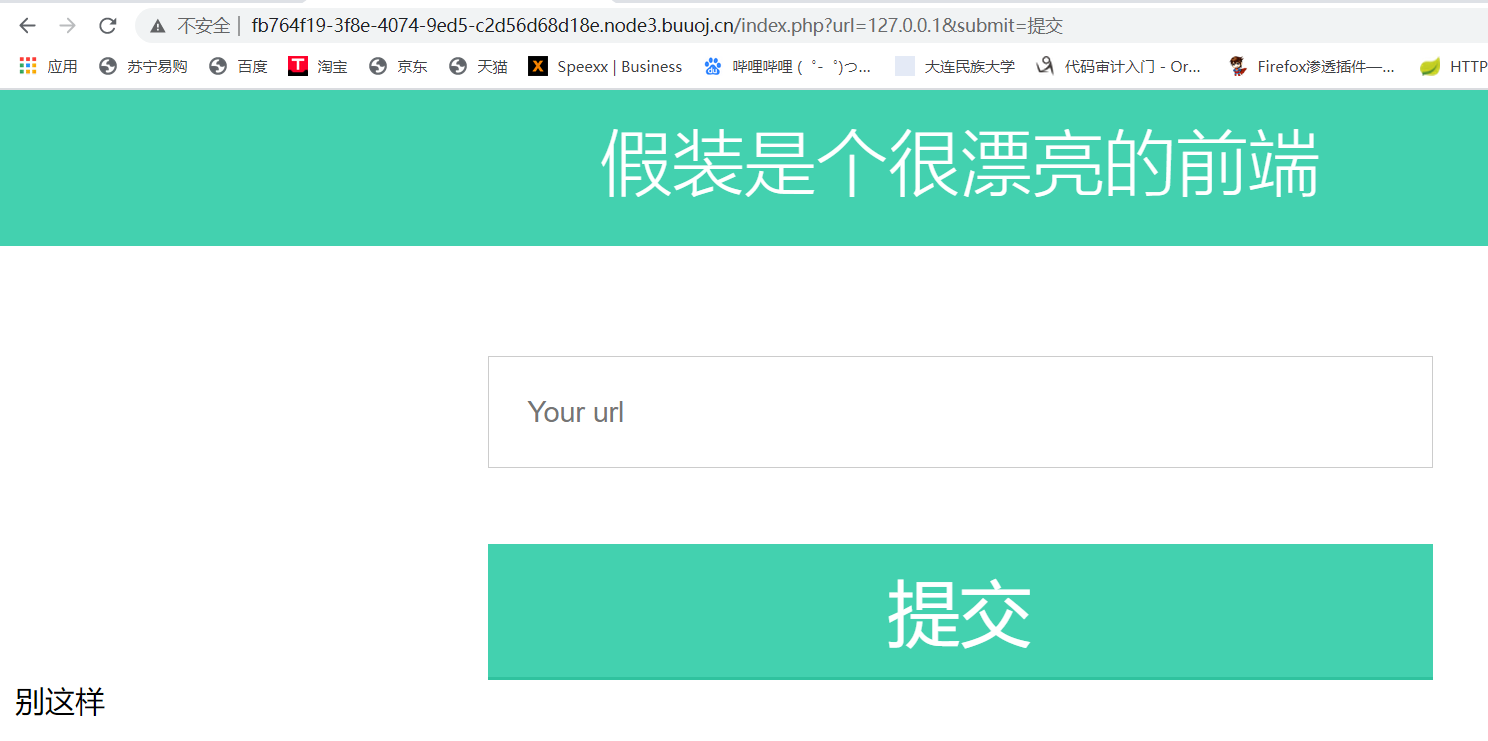 不安全 | fb764f19-3f8e-4074-9ed5-c2d56d68d18e.node3.buuoj.cn/index.php?url=127.0.0.1&submit=提交
应用 苏宁易购 百度 淘宝 京东 天猫 Speexx | Business 哔哩哔哩 ( ゜- ゜)つ... 大连民族大学 代码审计入门 - Or... Firefox渗透插件—... HTTP
假装是个很漂亮的前端
Your url
提交
别这样